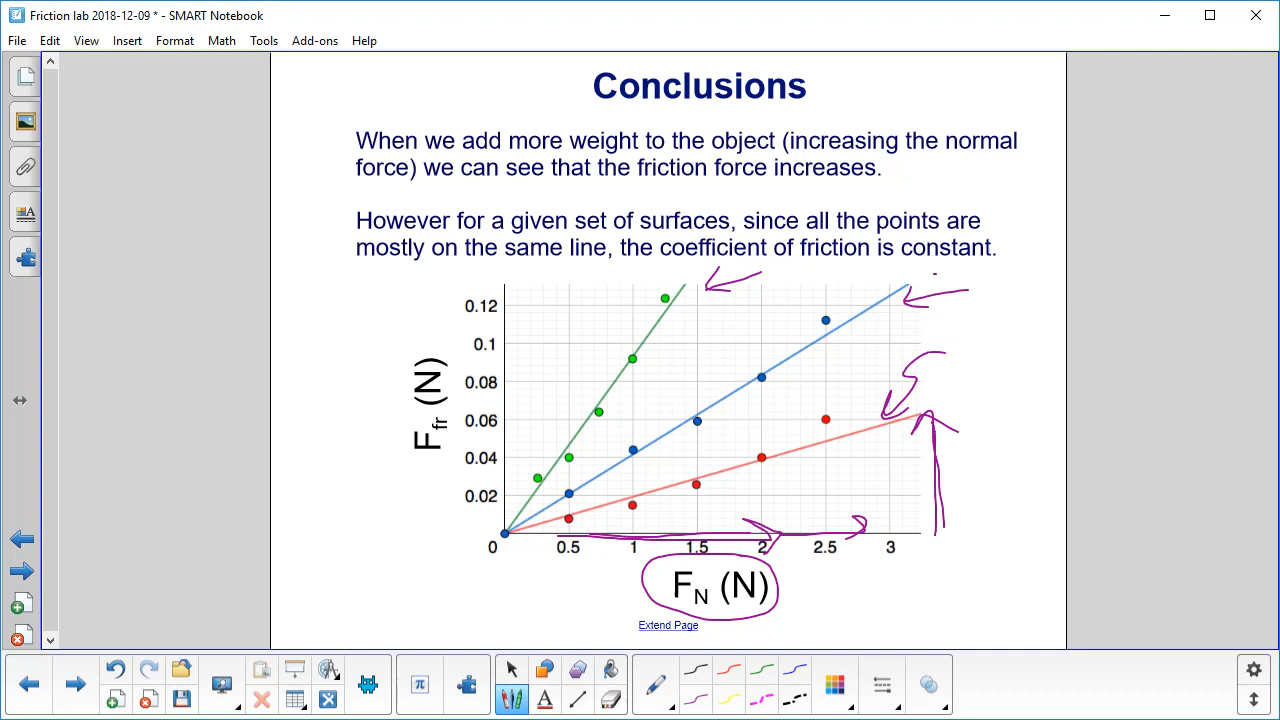 Friction lab 2018-12-09 * - SMART Notebook
File Edit View Insert Format Math Tools Add-ons Help
Conclusions
When we add more weight to the object (increasing the normal
force) we can see that the friction force increases.
However for a given set of surfaces, since all the points are
mostly on the same line, the coefficient of friction is constant.
0.12
0.1
0.08
0.06
0.04
0.02
Ffr (N)
0 0.5 1 1.5 2 2.5 3
FN (N)
Extend Page
π
A